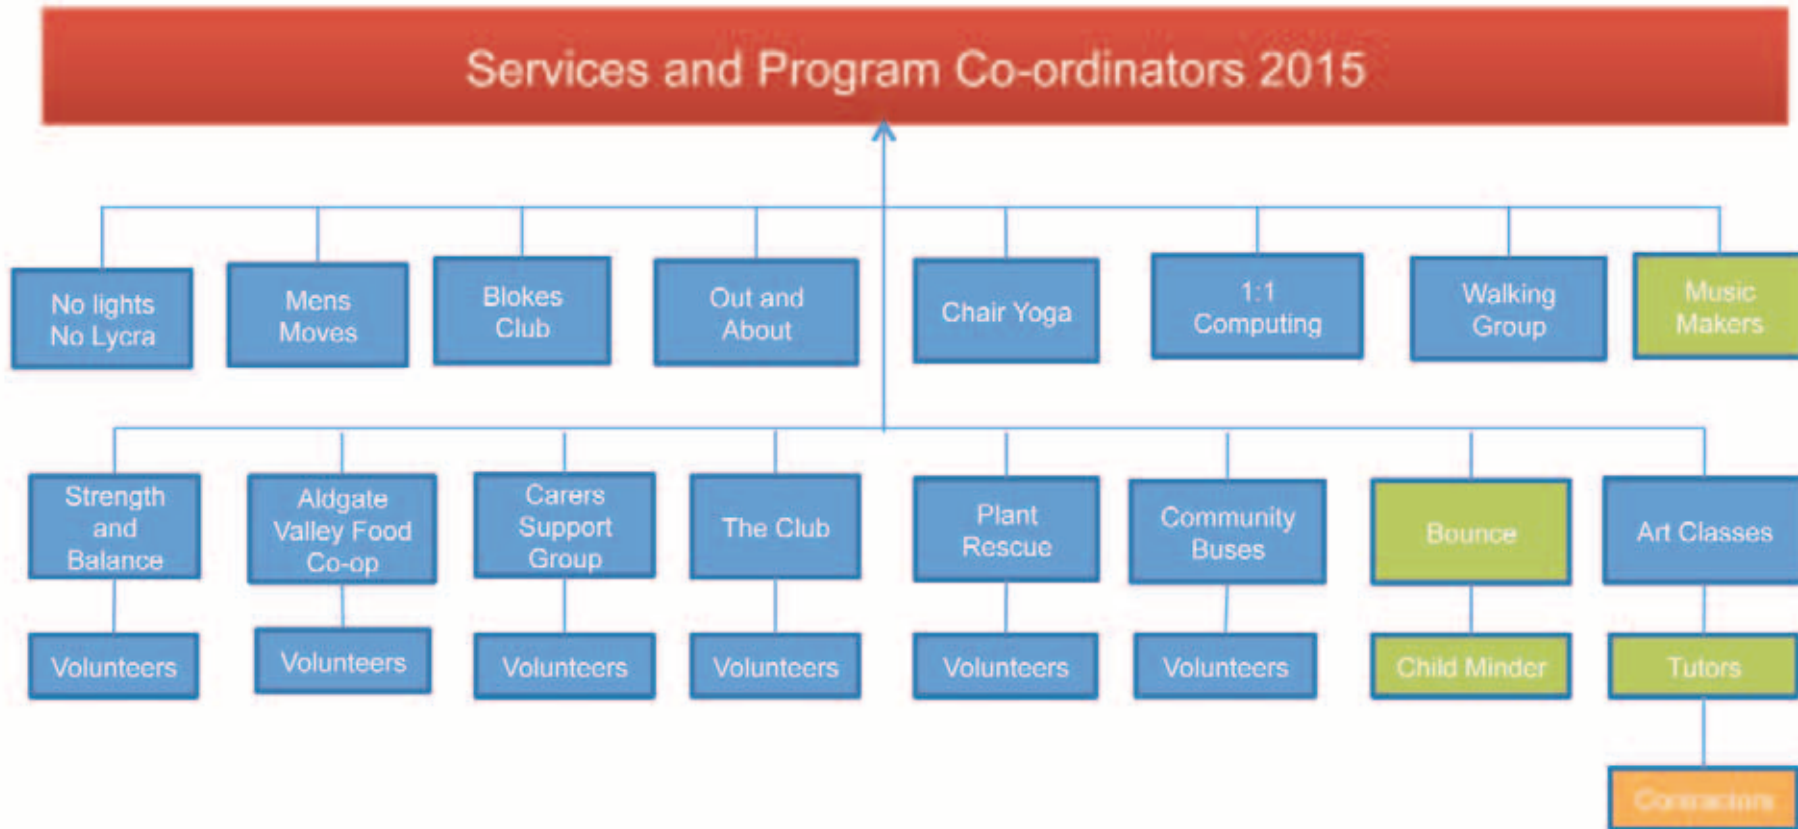 Services and Program Co-ordinators 2015
No lights
No Lycra
Mens
Moves
Blokes
Club
Out and
About
Chair Yoga
1:1
Computing
Walking
Group
Music
Makers
Strength
and
Balance
Aldgate
Valley Food
Co-op
Carers
Support
Group
The Club
Plant
Rescue
Community
Buses
Bounce
Art Classes
Volunteers
Volunteers
Volunteers
Volunteers
Volunteers
Volunteers
Child Minder
Tutors
Contractors